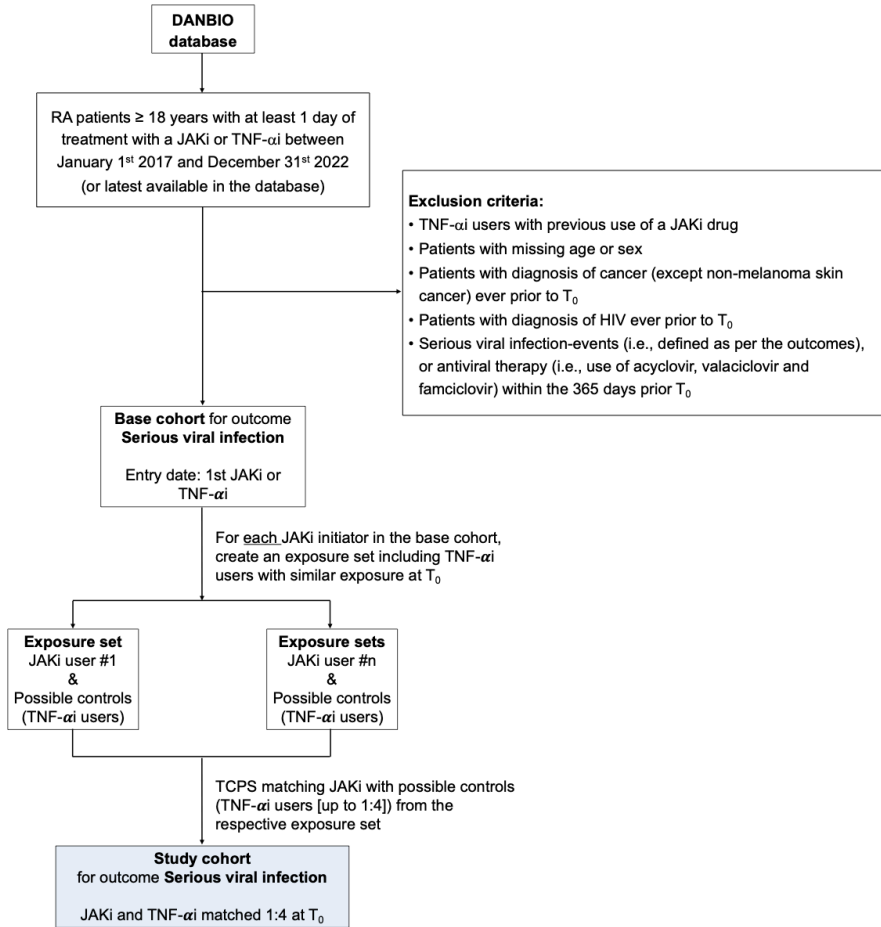 DANBIO
database
RA patients ≥ 18 years with at least 1 day of
treatment with a JAKi or TNF-αi between
January 1st 2017 and December 31st 2022
(or latest available in the database)
Exclusion criteria:
• TNF-αi users with previous use of a JAKi drug
• Patients with missing age or sex
• Patients with diagnosis of cancer (except non-melanoma skin
cancer) ever prior to T0
• Patients with diagnosis of HIV ever prior to T0
• Serious viral infection-events (i.e., defined as per the outcomes),
or antiviral therapy (i.e., use of acyclovir, valaciclovir and
famciclovir) within the 365 days prior T0
Base cohort for outcome
Serious viral infection
Entry date: 1st JAKi or
TNF-αi
For each JAKi initiator in the base cohort,
create an exposure set including TNF-αi
users with similar exposure at T0
Exposure set
JAKi user #1
&
Possible controls
(TNF-αi users)
Exposure sets
JAKi user #n
&
Possible controls
(TNF-αi users)
TCPS matching JAKi with possible controls
(TNF-αi users [up to 1:4]) from the
respective exposure set
Study cohort
for outcome Serious viral infection
JAKi and TNF-αi matched 1:4 at T0